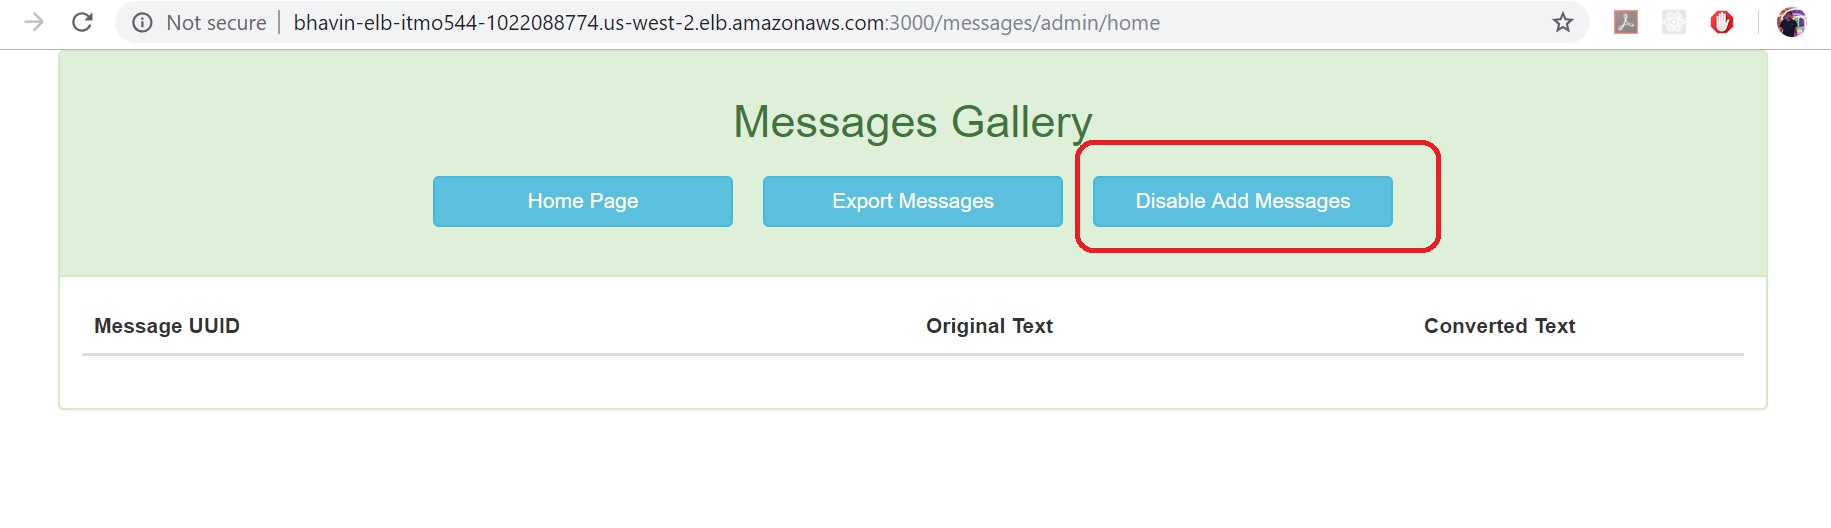 Not secure bhavin-elb-itmo544-1022088774.us-west-2.elb.amazonaws.com:3000/messages/admin/home
Messages Gallery
Home Page Export Messages Disable Add Messages
Message UUID Original Text Converted Text